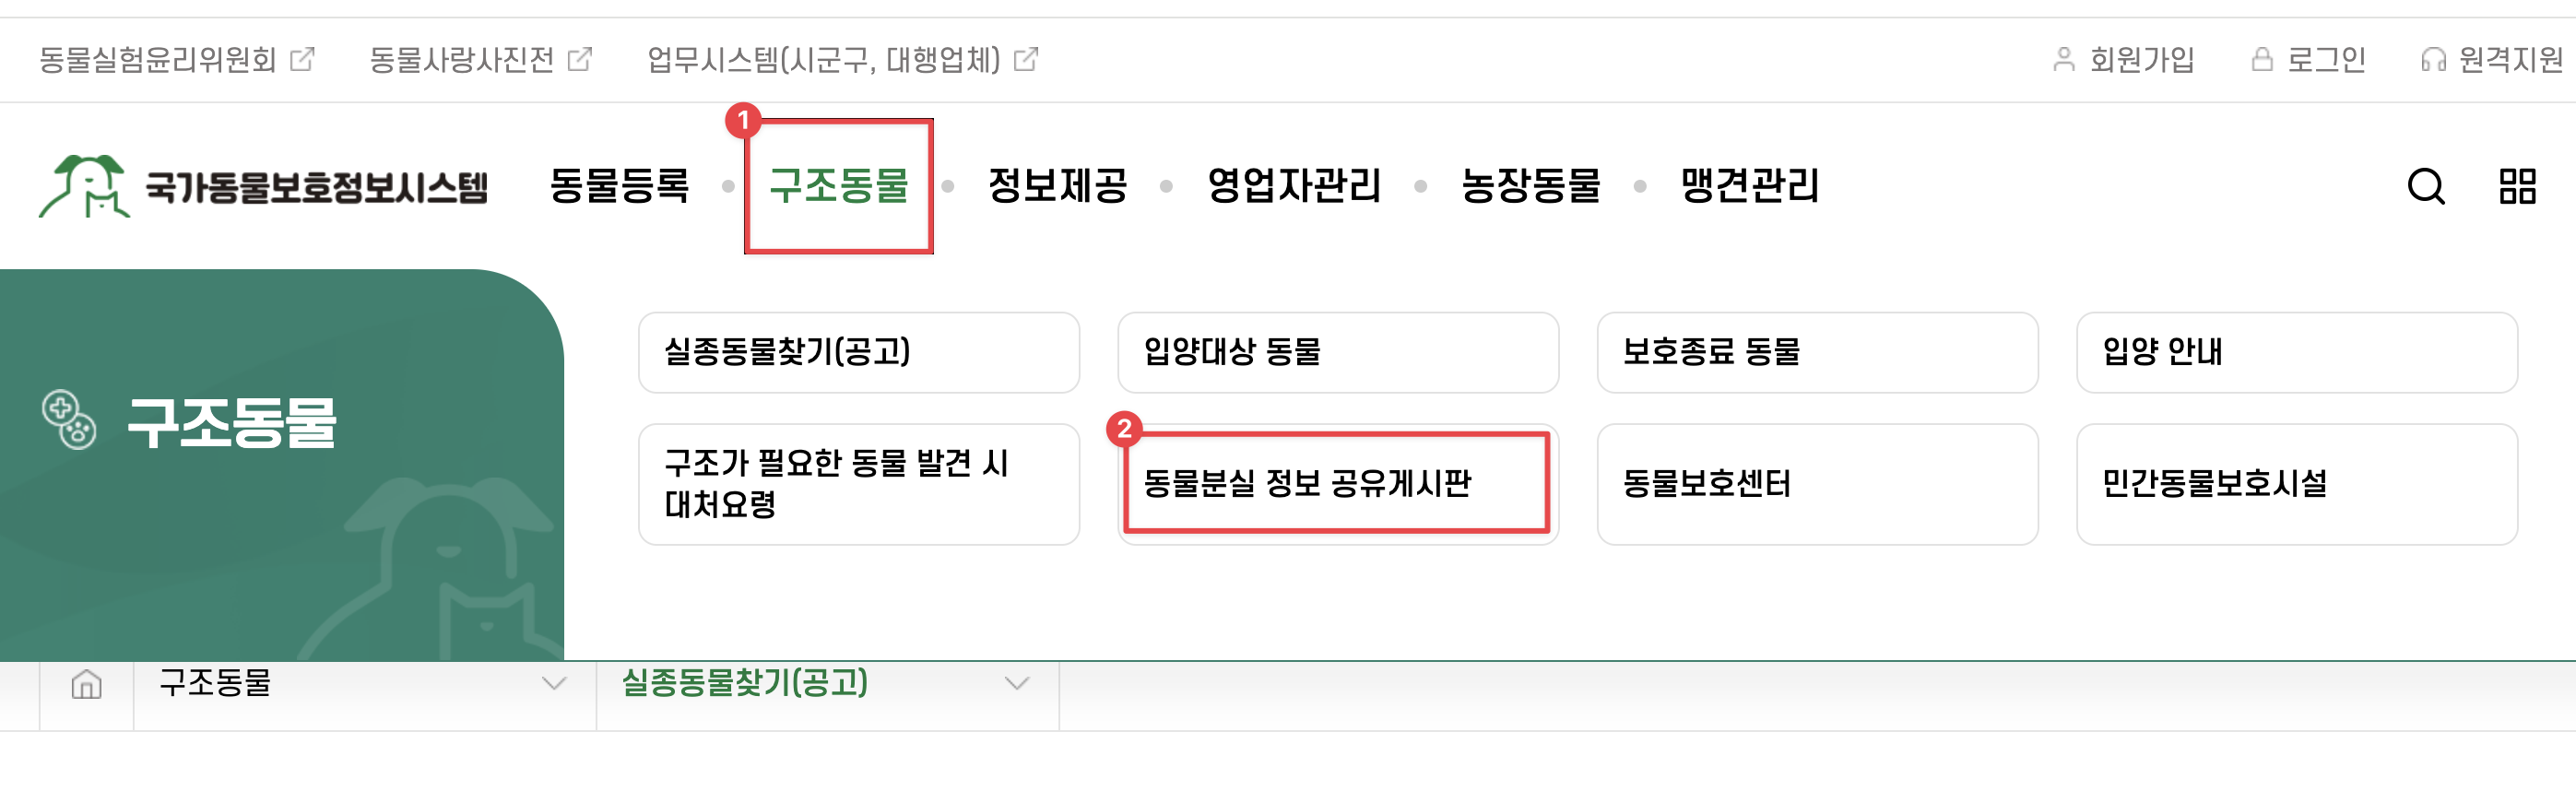 동물실험윤리위원회 동물사랑사진전 업무시스템(시군구, 대행업체) 회원가입 로그인 원격지원
1
국가동물보호정보시스템 동물등록 구조동물 정보제공 영업자관리 농장동물 맹견관리
구조동물
실종동물찾기(공고) 입양대상 동물 보호종료 동물 입양 안내
2
구조가 필요한 동물 발견 시
대처요령
동물분실 정보 공유게시판 동물보호센터 민간동물보호시설
구조동물 실종동물찾기(공고)